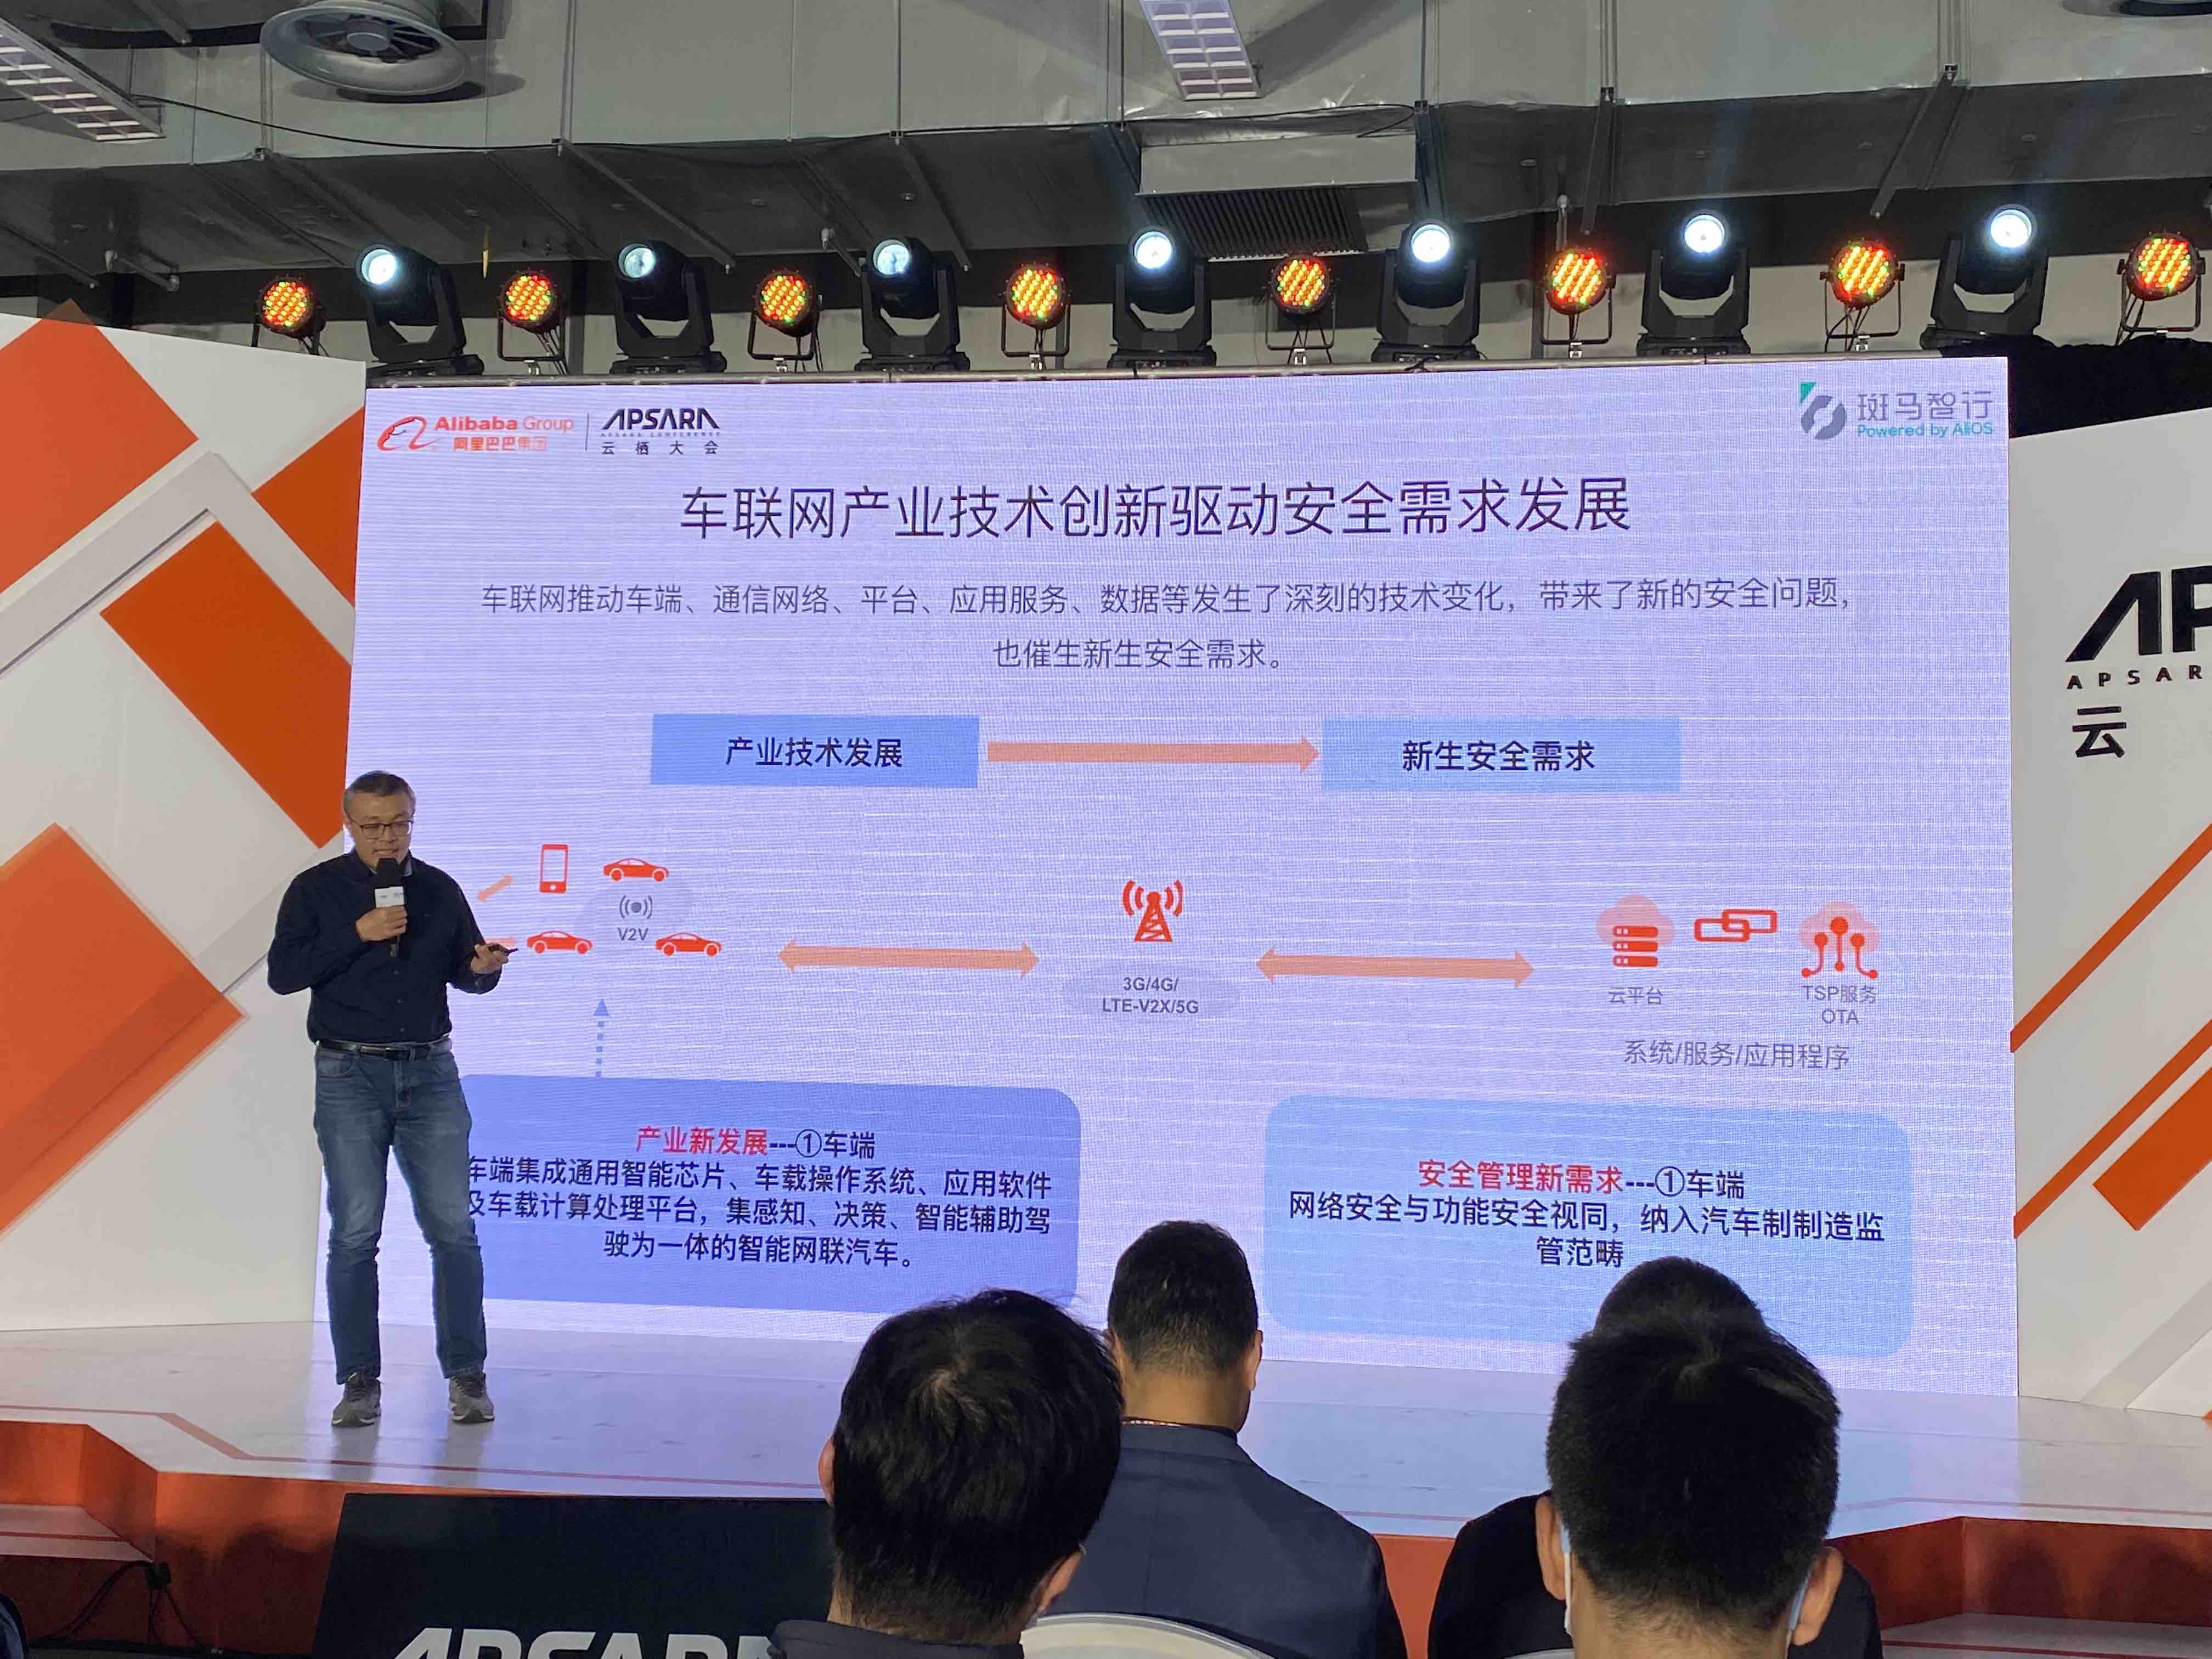 Alibaba Group
阿里巴巴集团
APSARA
APSARA CONFERENCE
云栖大会
斑马智行
Powered by AliOS
车联网产业技术创新驱动安全需求发展
车联网推动车端、通信网络、平台、应用服务、数据等发生了深刻的技术变化，带来了新的安全问题，
也催生新生安全需求。
产业技术发展
新生安全需求
V2V
3G/4G/
LTE-V2X/5G
云平台
TSP服务
OTA
系统/服务/应用程序
产业新发展---①车端
车端集成通用智能芯片、车载操作系统、应用软件
及车载计算处理平台，集感知、决策、智能辅助驾
驶为一体的智能网联汽车。
安全管理新需求---①车端
网络安全与功能安全视同，纳入汽车制制造监
管范畴
AP
APSAR
云
APSARA